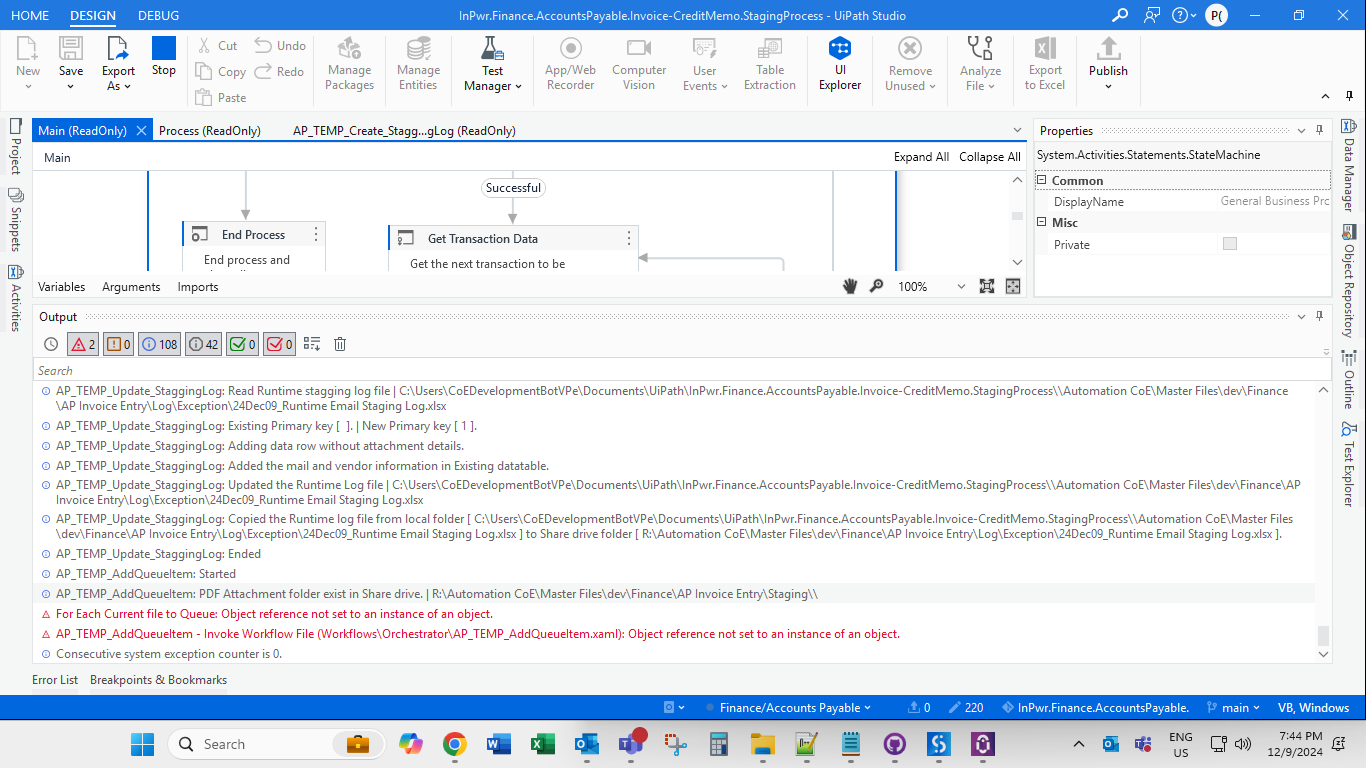 HOME DESIGN DEBUG InPwr.Finance.AccountsPayable.Invoice-CreditMemo.StagingProcess - UiPath Studio P(
New Save Export As Stop Cut Copy Paste Undo Redo Manage Packages Manage Entities Test Manager App/Web Recorder Computer Vision User Events Table Extraction UI Explorer Remove Unused Analyze File Export to Excel Publish
Main (ReadOnly) Process (ReadOnly) AP_TEMP_Create_Stagg...gLog (ReadOnly)
Main Expand All Collapse All
Successful
End Process
End process and
Get Transaction Data
Get the next transaction to be
Variables Arguments Imports 100%
Project
Snippets
Activities
Properties
System.Activities.Statements.StateMachine
Common
DisplayName General Business Prc
Misc
Private
Data Manager
Object Repository
Outline
Test Explorer
Output
2 0 108 42 0 0
Search
AP_TEMP_Update_StaggingLog: Read Runtime stagging log file | C:\Users\CoEDevelopmentBotVPe\Documents\UiPath\InPwr.Finance.AccountsPayable.Invoice-CreditMemo.StagingProcess\\Automation CoE\Master Files\dev\Finance
\AP Invoice Entry\Log\Exception\24Dec09_Runtime Email Staging Log.xlsx
AP_TEMP_Update_StaggingLog: Existing Primary key [ ]. | New Primary key [ 1 ].
AP_TEMP_Update_StaggingLog: Adding data row without attachment details.
AP_TEMP_Update_StaggingLog: Added the mail and vendor information in Existing datatable.
AP_TEMP_Update_StaggingLog: Updated the Runtime Log file | C:\Users\CoEDevelopmentBotVPe\Documents\UiPath\InPwr.Finance.AccountsPayable.Invoice-CreditMemo.StagingProcess\\Automation CoE\Master Files\dev\Finance\AP
Invoice Entry\Log\Exception\24Dec09_Runtime Email Staging Log.xlsx
AP_TEMP_Update_StaggingLog: Copied the Runtime log file from local folder [ C:\Users\CoEDevelopmentBotVPe\Documents\UiPath\InPwr.Finance.AccountsPayable.Invoice-CreditMemo.StagingProcess\\Automation CoE\Master Files
\dev\Finance\AP Invoice Entry\Log\Exception\24Dec09_Runtime Email Staging Log.xlsx ] to Share drive folder [ R:\Automation CoE\Master Files\dev\Finance\AP Invoice Entry\Log\Exception\24Dec09_Runtime Email Staging Log.xlsx ].
AP_TEMP_Update_StaggingLog: Ended
AP_TEMP_AddQueueItem: Started
AP_TEMP_AddQueueItem: PDF Attachment folder exist in Share drive. | R:\Automation CoE\Master Files\dev\Finance\AP Invoice Entry\Staging\\
For Each Current file to Queue: Object reference not set to an instance of an object.
AP_TEMP_AddQueueItem - Invoke Workflow File (Workflows\Orchestrator\AP_TEMP_AddQueueItem.xaml): Object reference not set to an instance of an object.
Consecutive system exception counter is 0.
Error List Breakpoints & Bookmarks
Finance/Accounts Payable 0 220 InPwr.Finance.AccountsPayable. main VB, Windows
Search ENG US 7:44 PM 12/9/2024